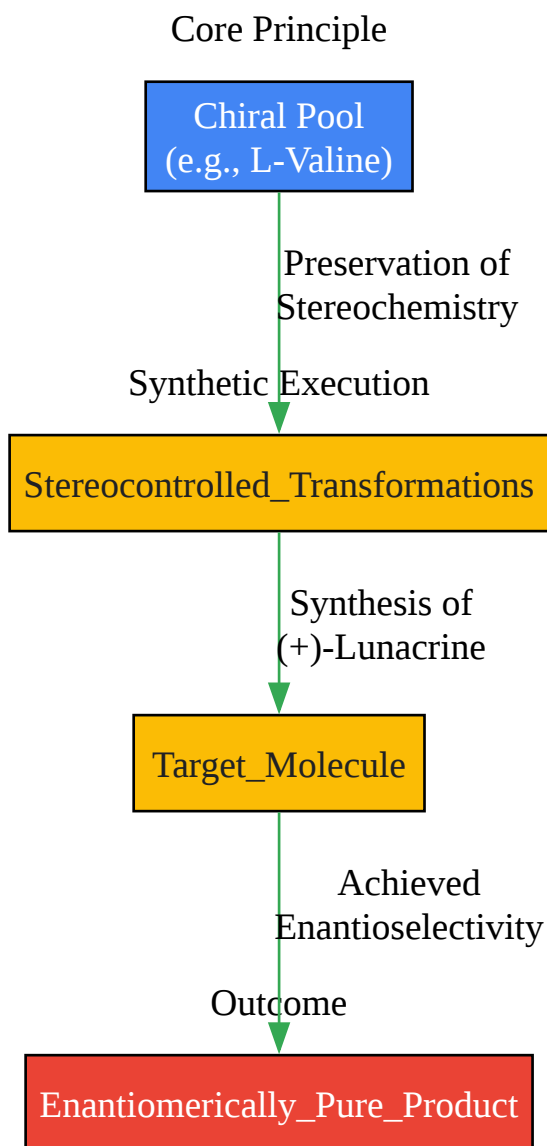 Core Principle
Chiral Pool
(e.g., L-Valine)
Preservation of
Stereochemistry
Synthetic Execution
Stereocontrolled_Transformations
Synthesis of
(+)-Lunacrine
Target_Molecule
Achieved
Enantioselectivity
Outcome
Enantiomerically_Pure_Product